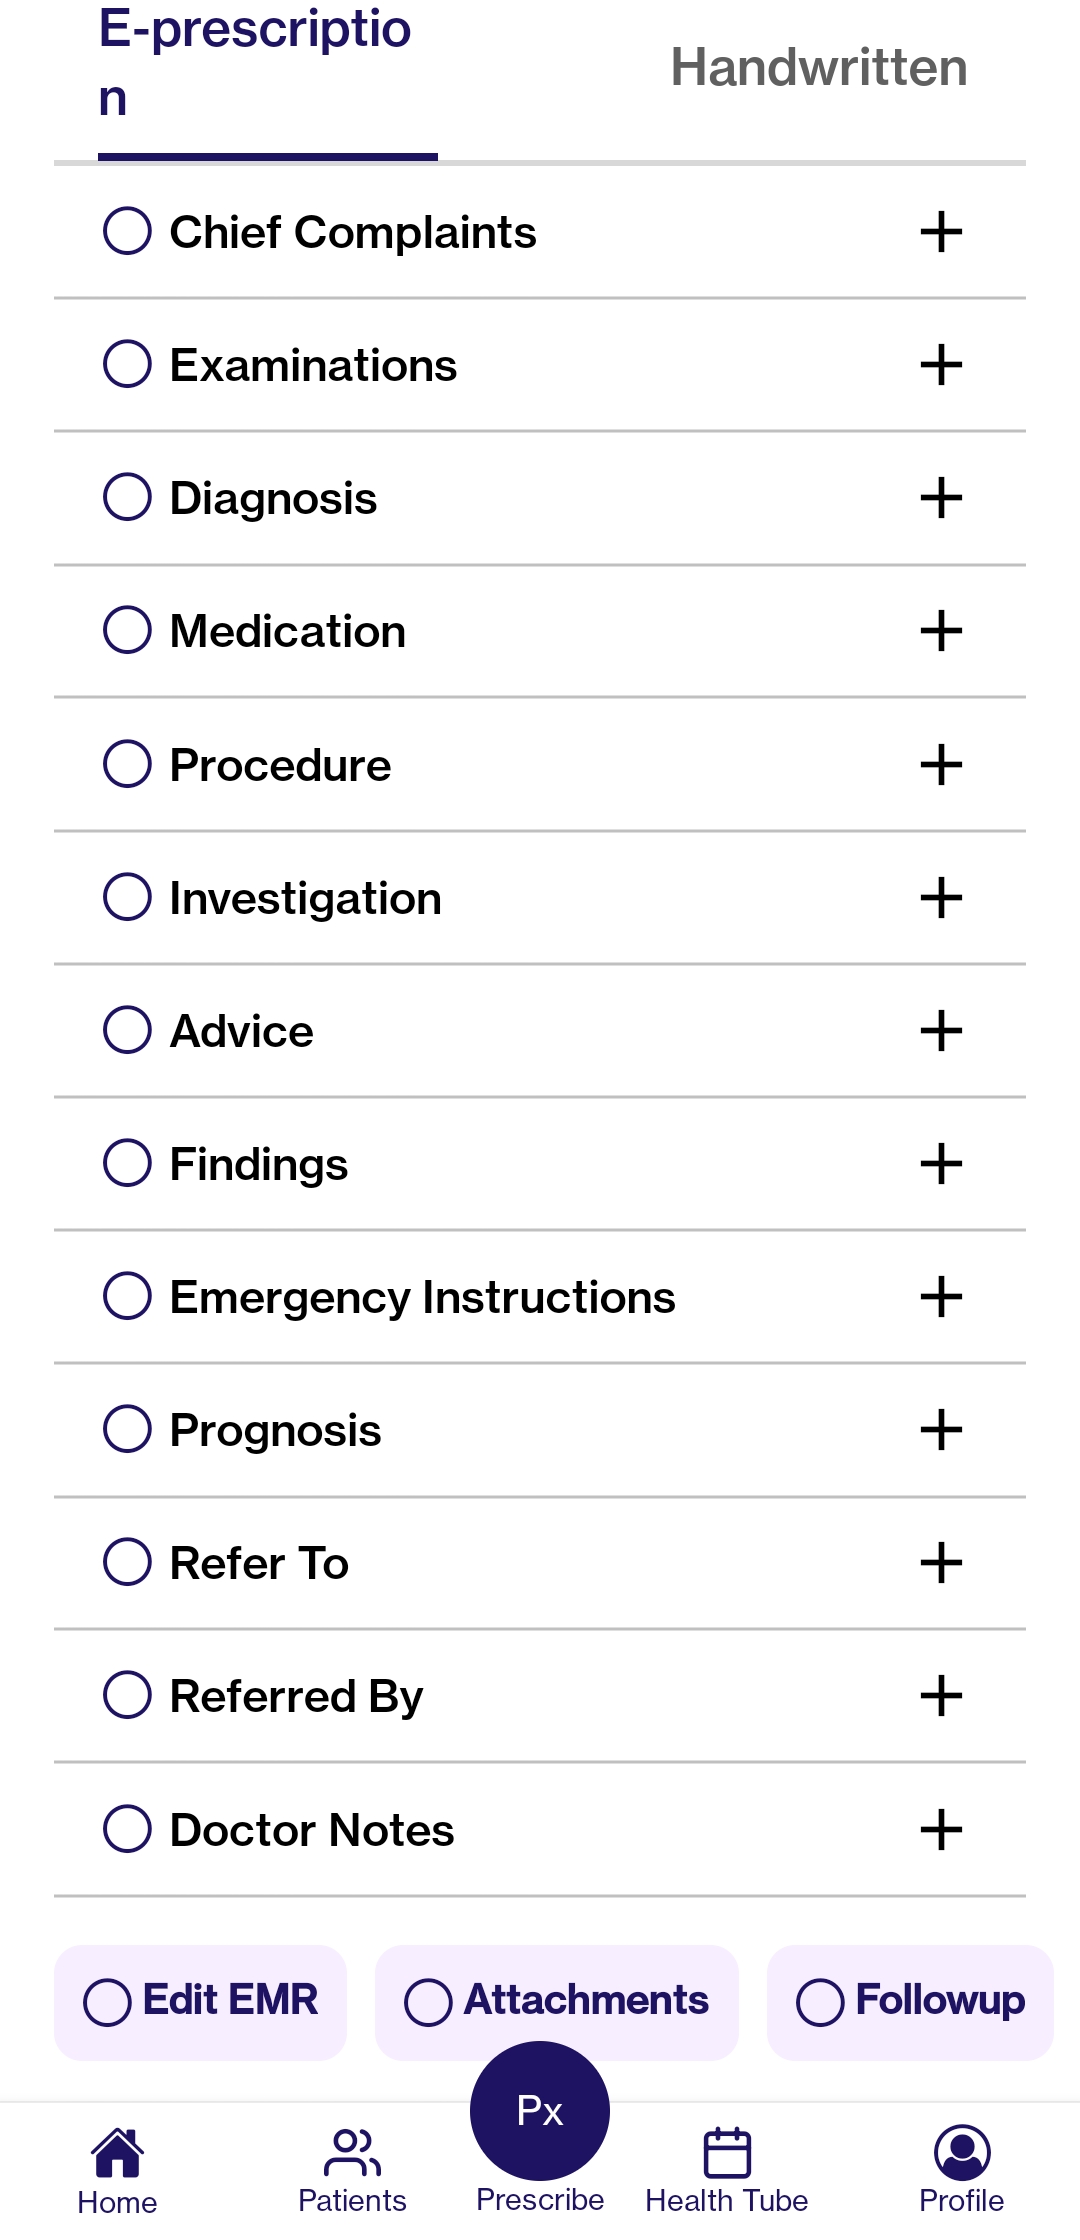 E-prescriptio
n
Handwritten
Chief Complaints
Examinations
Diagnosis
Medication
Procedure
Investigation
Advice
Findings
Emergency Instructions
Prognosis
Refer To
Referred By
Doctor Notes
Edit EMR
Attachments
Followup
Px
Home
Patients
Prescribe
Health Tube
Profile